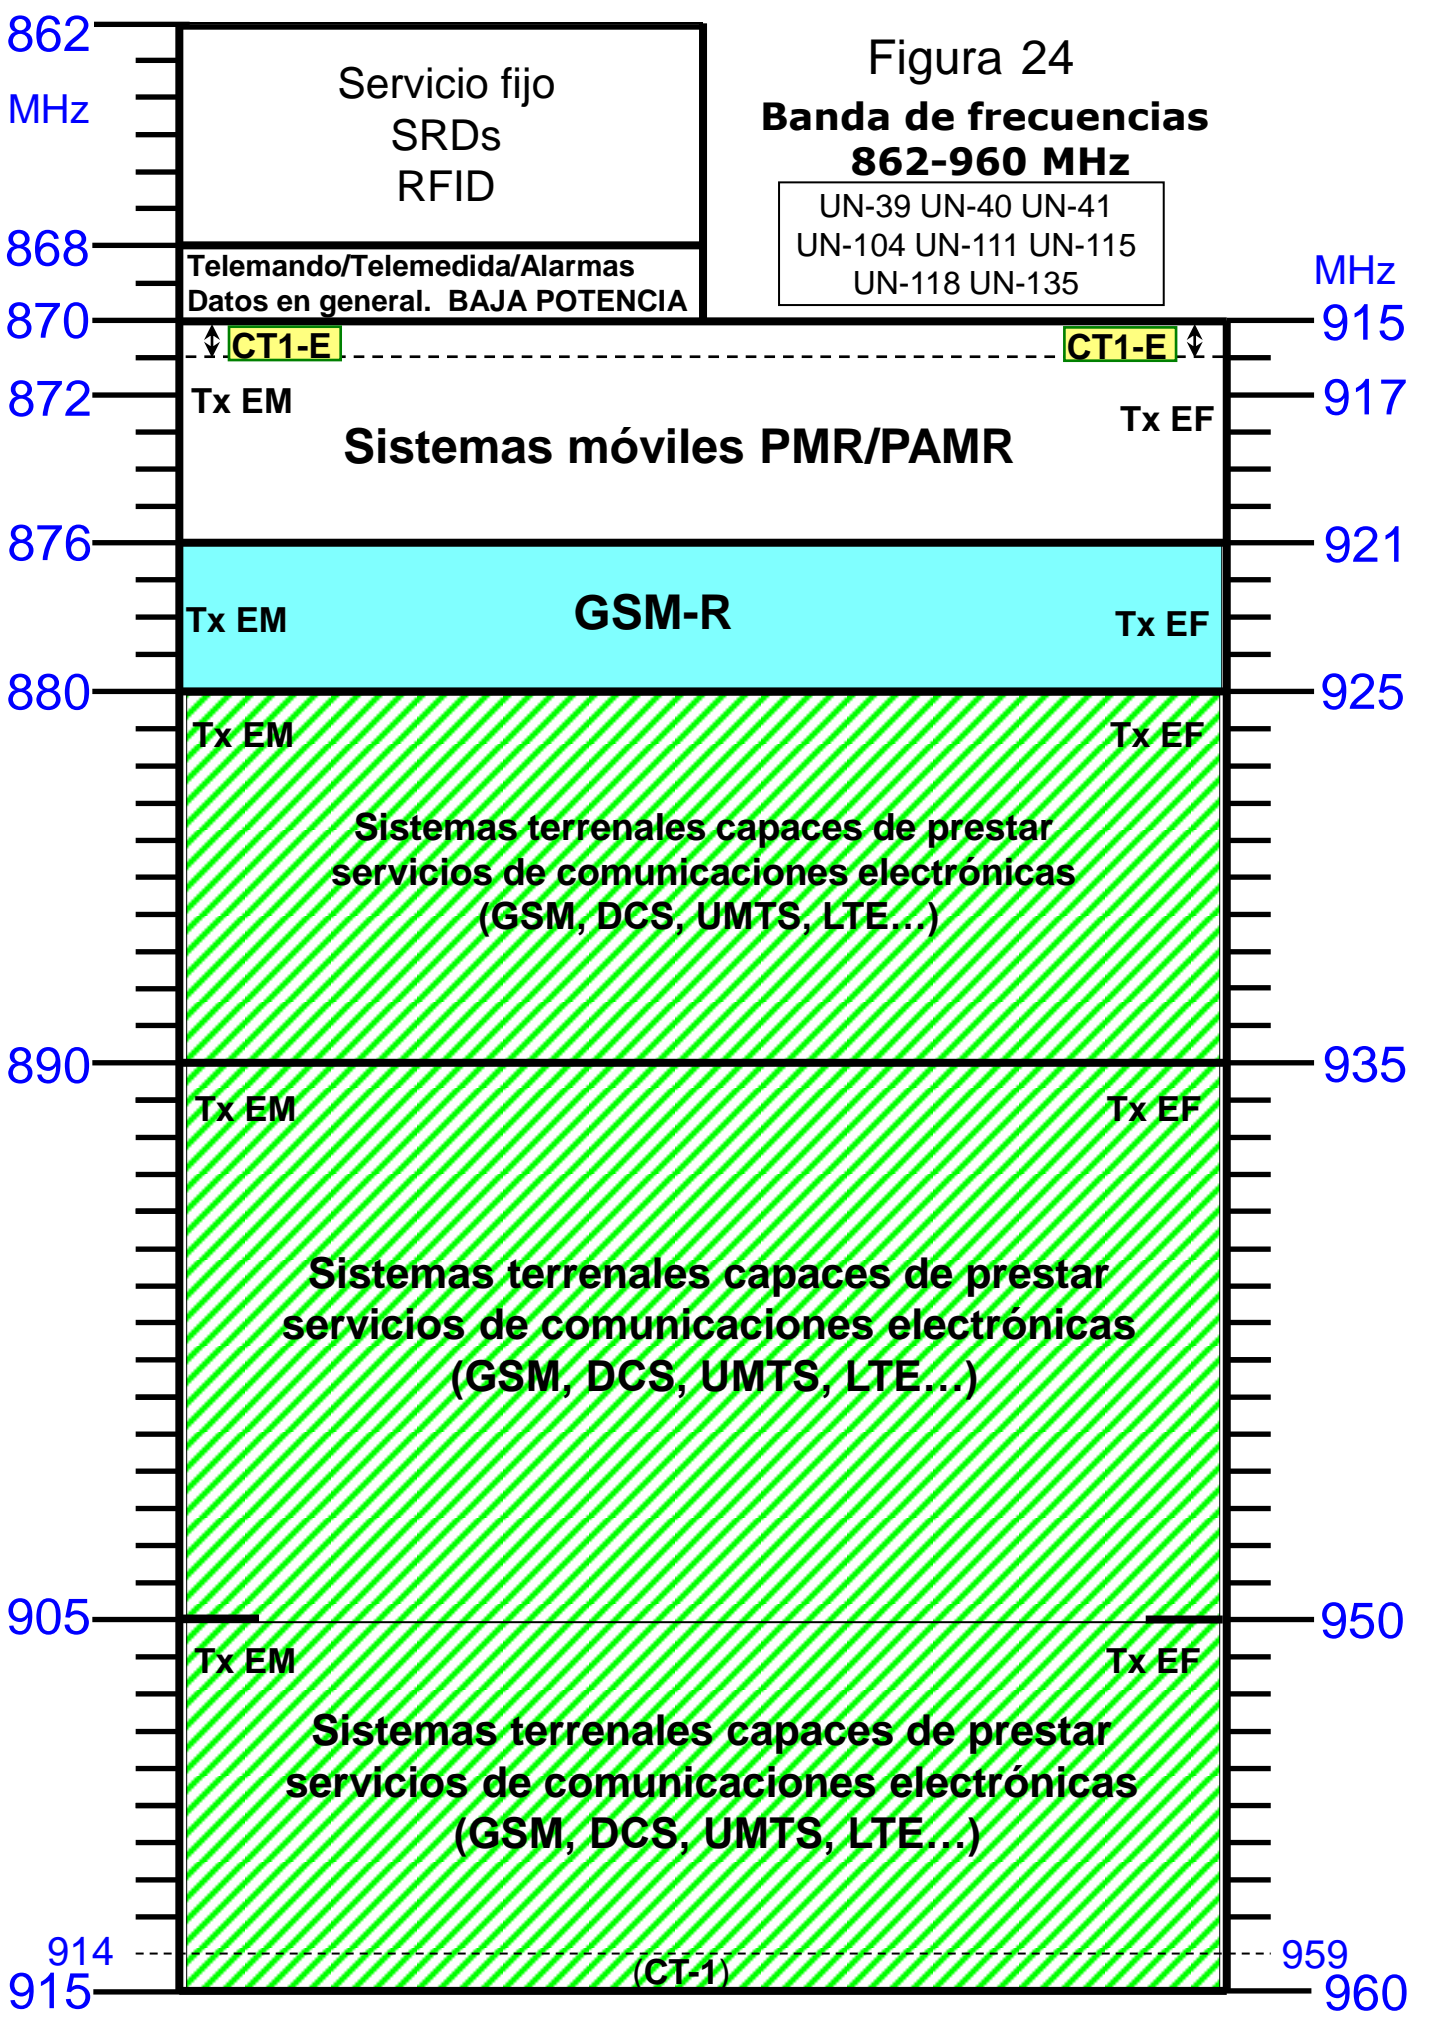 862
MHz
Servicio fijo
SRDs
RFID
Figura 24
Banda de frecuencias
862-960 MHz
UN-39 UN-40 UN-41
UN-104 UN-111 UN-115
UN-118 UN-135
868
Telemando/Telemedida/Alarmas
Datos en general. BAJA POTENCIA
MHz
870
915
CT1-E
CT1-E
872
917
Tx EM
Tx EF
Sistemas móviles PMR/PAMR
876
921
Tx EM
GSM-R
Tx EF
880
925
Tx EM
Tx EF
Sistemas terrenales capaces de prestar
servicios de comunicaciones electrónicas
(GSM, DCS, UMTS, LTE...)
890
935
Tx EM
Tx EF
Sistemas terrenales capaces de prestar
servicios de comunicaciones electrónicas
(GSM, DCS, UMTS, LTE...)
905
950
Tx EM
Tx EF
Sistemas terrenales capaces de prestar
servicios de comunicaciones electrónicas
(GSM, DCS, UMTS, LTE...)
914
959
(CT-1)
915
960